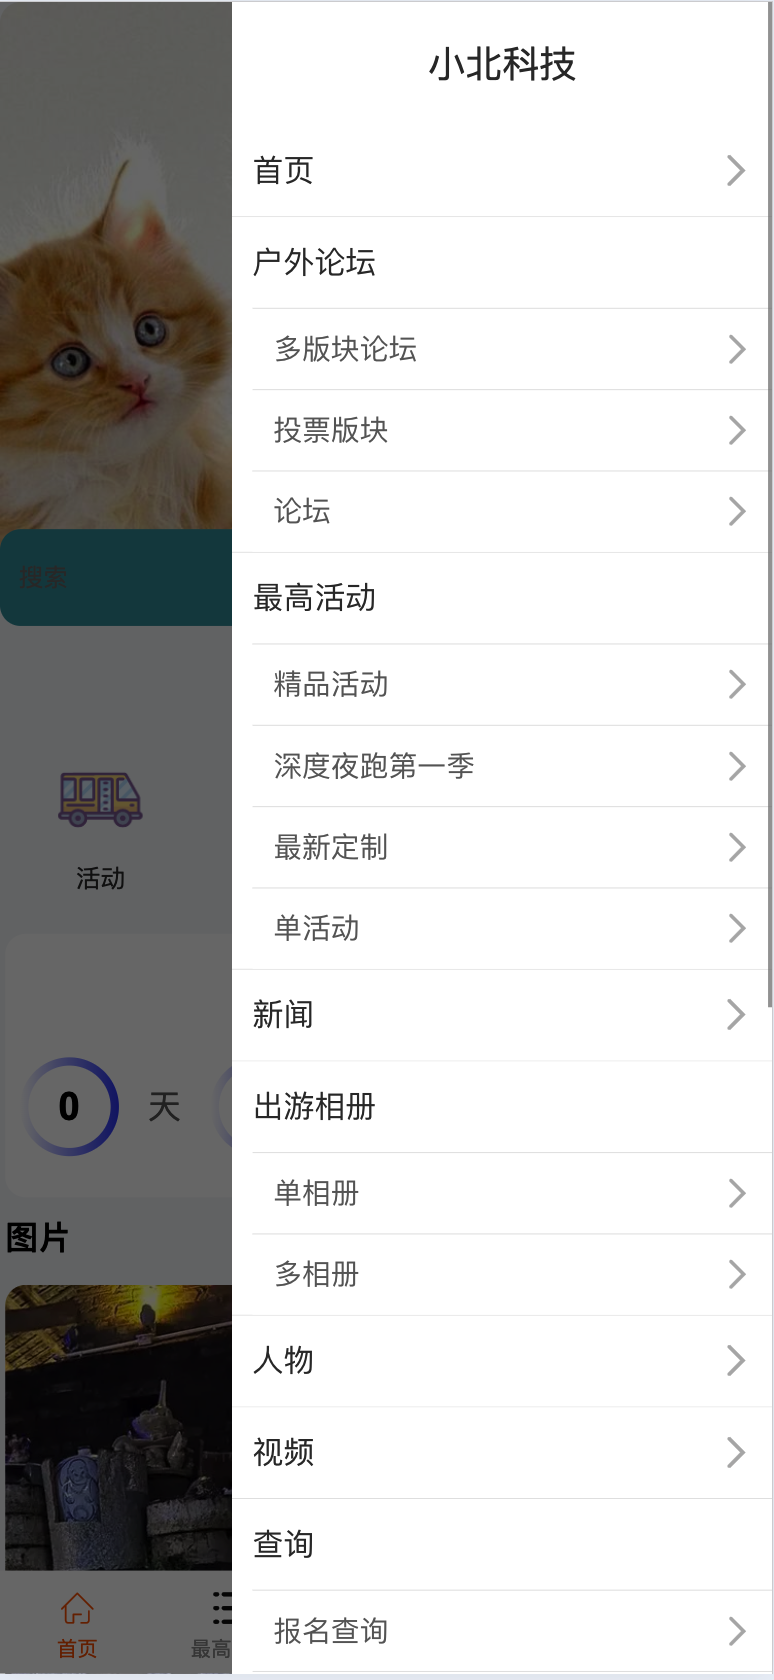 小北科技
首页
户外论坛
多版块论坛
投票版块
论坛
最高活动
精品活动
深度夜跑第一季
最新定制
单活动
新闻
出游相册
单相册
多相册
人物
视频
查询
报名查询
搜索
活动
0 天
图片
首页
最高